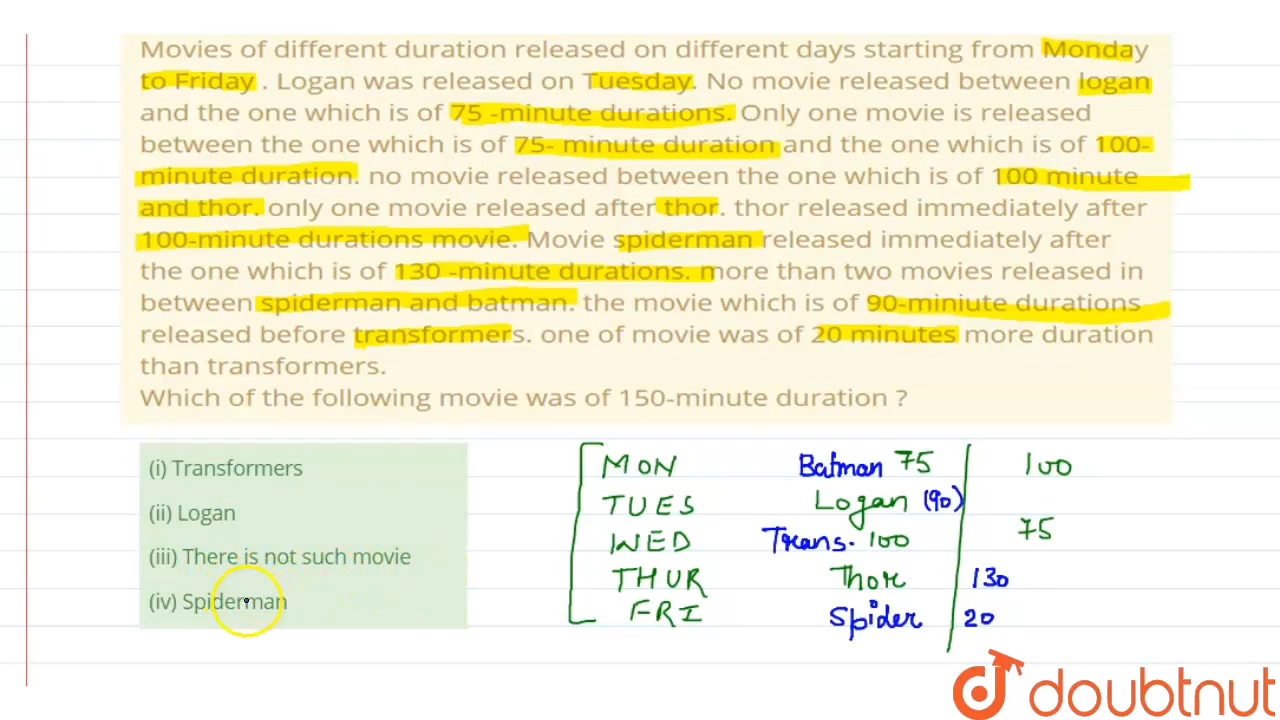 Movies of different duration released on different days starting from Monday
to Friday . Logan was released on Tuesday. No movie released between logan
and the one which is of 75 -minute durations. Only one movie is released
between the one which is of 75- minute duration and the one which is of 100-
minute duration. no movie released between the one which is of 100 minute
and thor. only one movie released after thor. thor released immediately after
100-minute durations movie. Movie spiderman released immediately after
the one which is of 130 -minute durations. more than two movies released in
between spiderman and batman. the movie which is of 90-miniute durations
released before transformers. one of movie was of 20 minutes more duration
than transformers.
Which of the following movie was of 150-minute duration ?
(i) Transformers
(ii) Logan
(iii) There is not such movie
(iv) Spiderman
MON Batman 75 100
TUES Logan (90)
WED Trans. 100 75
THUR Thor 130
FRI Spider 20
doubtnut